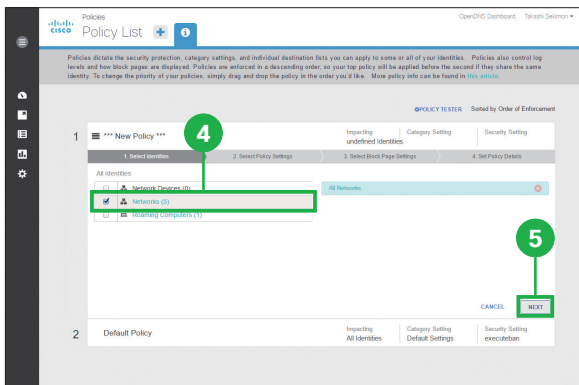 Policies
OpenDNS Dashboard Takashi Sekimon
cisco
Policy List
Policies dictate the security protection, category settings, and individual destination lists you can apply to some or all of your identities. Policies also control log
levels and how block pages are displayed. Policies are enforced in a descending order, so your top policy will be applied before the second if they share the same
identity. To change the priority of your policies, simply drag and drop the policy in the order you'd like. More policy info can be found in this article.
POLICY TESTER Sorted by Order of Enforcement
1 *** New Policy ***
4
Impacting
undefined Identities
Category Setting
Security Setting
1. Select Identities 2. Select Policy Settings 3. Select Block Page Settings 4. Set Policy Details
All Identities
Network Devices (0)
All Networks
Networks (5)
Roaming Computers (1)
5
CANCEL NEXT
2 Default Policy
Impacting
All Identities
Category Setting
Default Settings
Security Setting
executeban